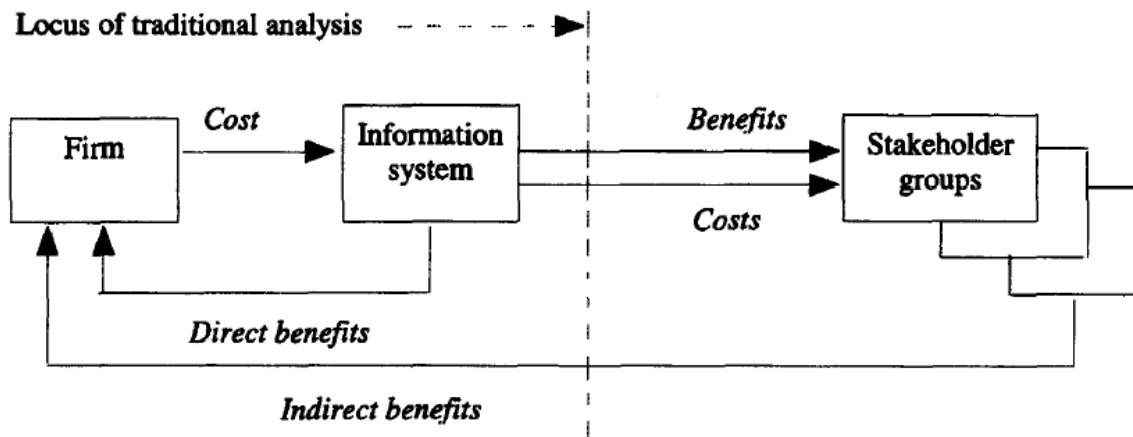 Locus of traditional analysis
Cost
Benefits
Firm
Information
system
Stakeholder
groups
Costs
Direct benefits
Indirect benefits